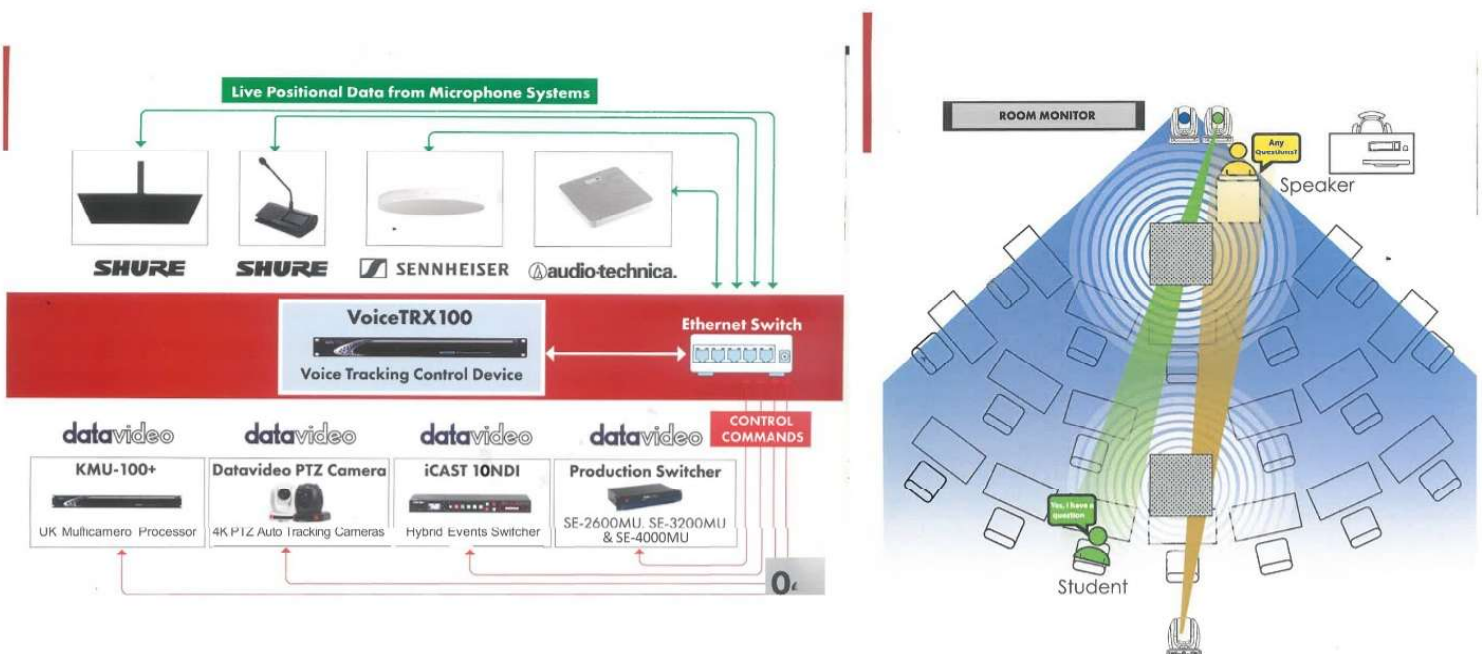 Live Positional Data from Microphone Systems
SHURE
SHURE
SENNHEISER
audio-technica.
VoiceTRX100
Voice Tracking Control Device
Ethernet Switch
CONTROL
COMMANDS
datavideo
datavideo
datavideo
datavideo
KMU-100+
UK Multicamero Processor
Datavideo PTZ Camera
4K PTZ Auto Tracking Cameras
iCAST 10NDI
Hybrid Events Switcher
Production Switcher
SE-2600MU, SE-3200MU
& SE-4000MU
ROOM MONITOR
Any
Questions?
Speaker
Yes, I have a
question
Student